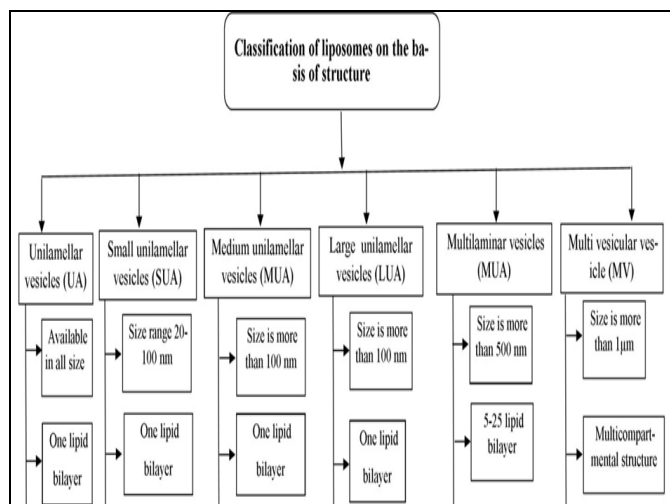 Classification of liposomes on the ba-
sis of structure
Unilamellar
vesicles (UA)
Small unilamellar
vesicles (SUA)
Medium unilamellar
vesicles (MUA)
Large unilamellar
vesicles (LUA)
Multilaminar vesicles
(MUA)
Multi vesicular ves-
icle (MV)
Available
in all size
Size range 20-
100 nm
Size is more
than 100 nm
Size is more
than 100 nm
Size is more
than 500 nm
Size is more
than 1µm
One lipid
bilayer
One lipid
bilayer
One lipid
bilayer
One lipid
bilayer
5-25 lipid
bilayer
Multicompart-
mental structure